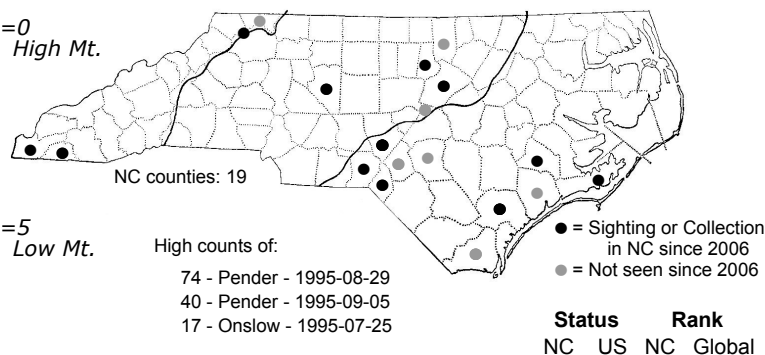 =0
High Mt.
NC counties: 19
=5
Low Mt.
High counts of:
74 - Pender - 1995-08-29
40 - Pender - 1995-09-05
17 - Onslow - 1995-07-25
= Sighting or Collection
in NC since 2006
= Not seen since 2006
Status Rank
NC US NC Global